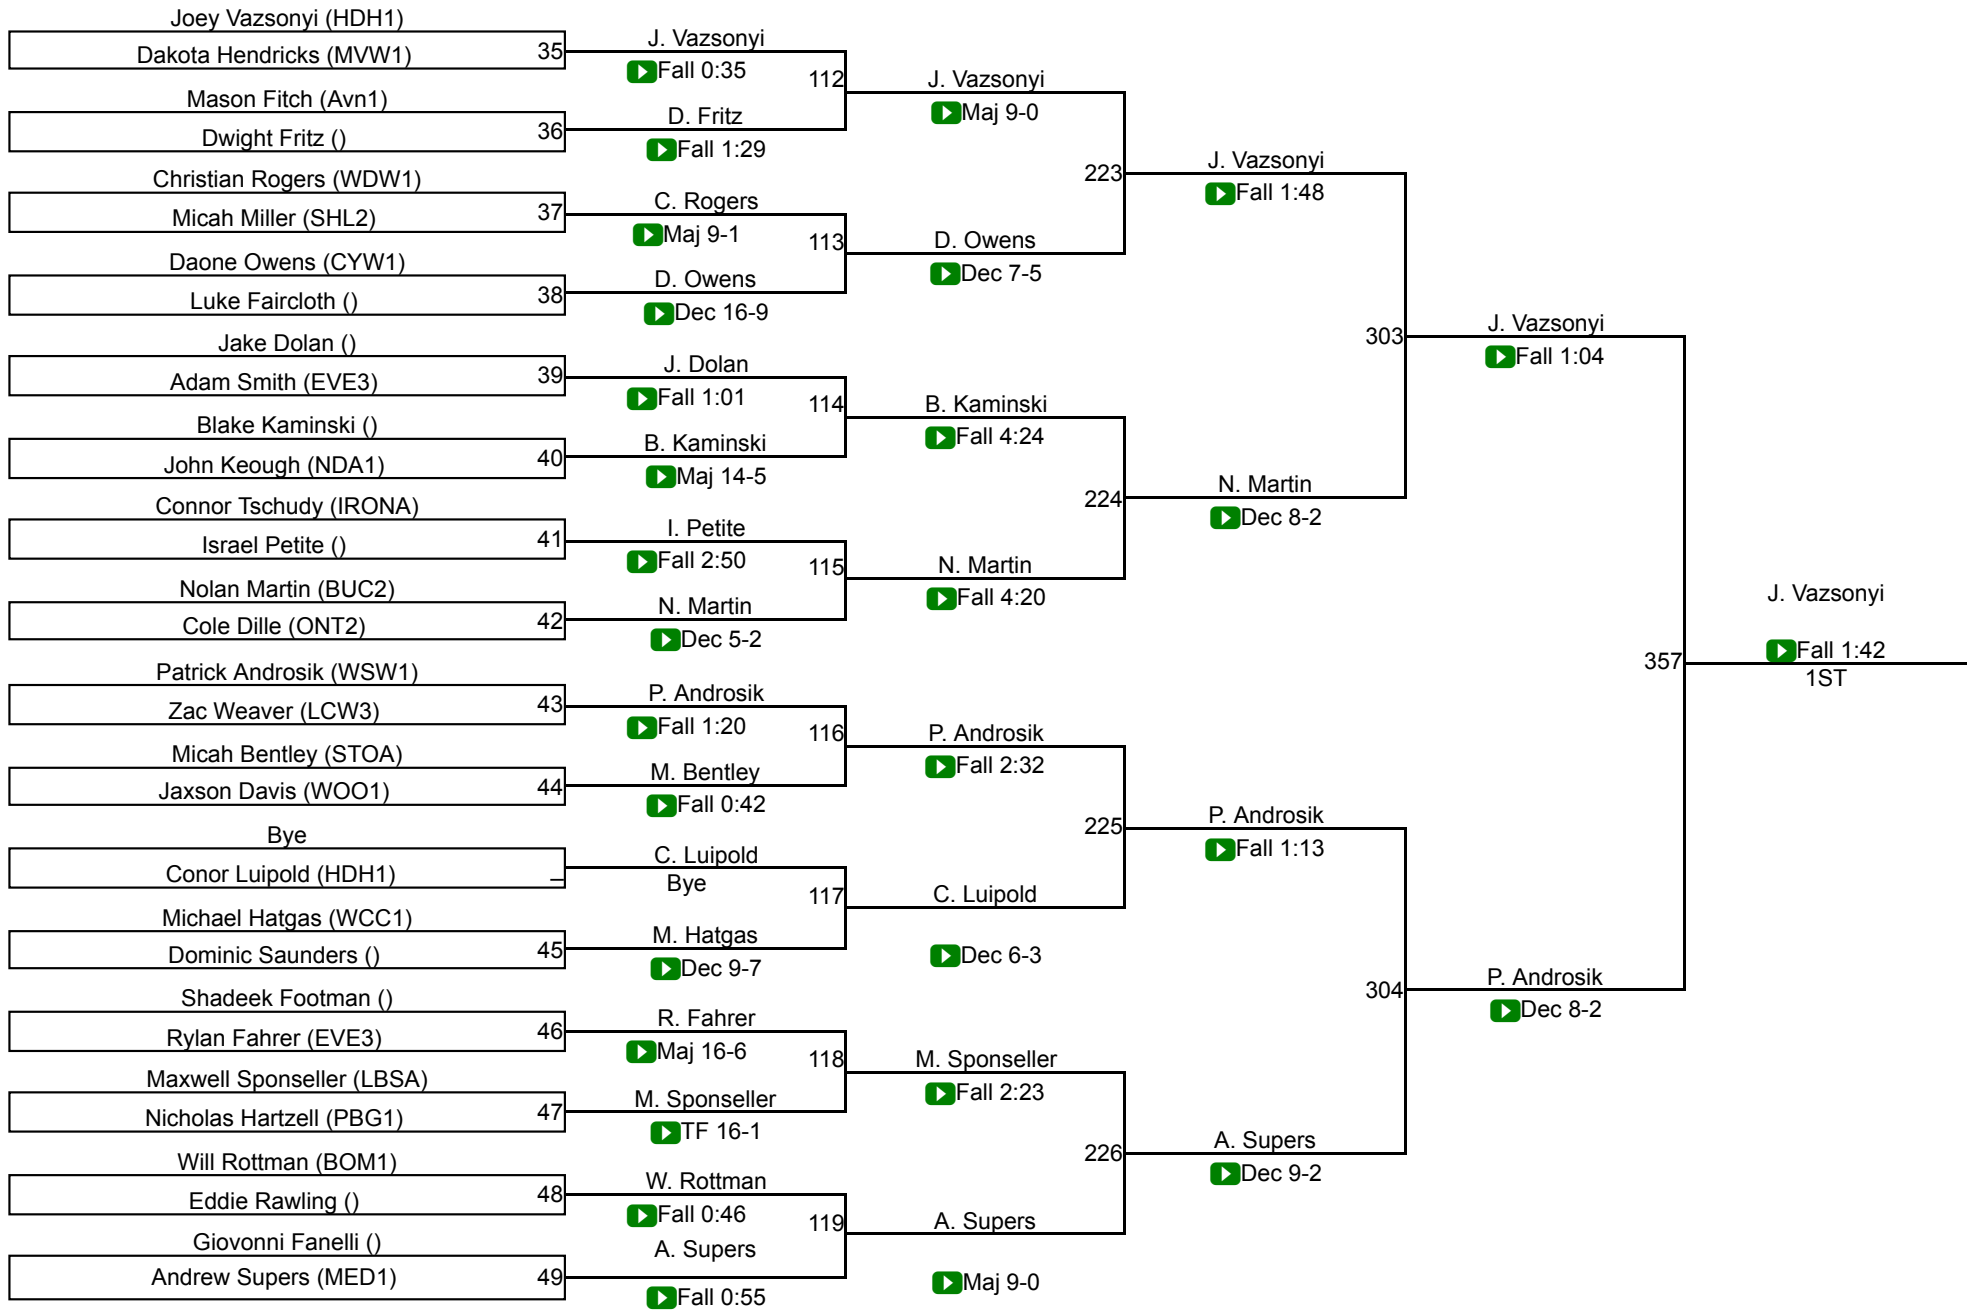 Joey Vazsonyi (HDH1)
Dakota Hendricks (MVW1)
35
Mason Fitch (Avn1)
Dwight Fritz ()
36
Christian Rogers (WDW1)
Micah Miller (SHL2)
37
Daone Owens (CYW1)
Luke Faircloth ()
38
Jake Dolan ()
Adam Smith (EVE3)
39
Blake Kaminski ()
John Keough (NDA1)
40
Connor Tschudy (IRONA)
Israel Petite ()
41
Nolan Martin (BUC2)
Cole Dille (ONT2)
42
Patrick Androsik (WSW1)
Zac Weaver (LCW3)
43
Micah Bentley (STOA)
Jaxson Davis (WOO1)
44
Bye
Conor Luipold (HDH1)
_
Michael Hatgas (WCC1)
Dominic Saunders ()
45
Shadeek Footman ()
Rylan Fahrer (EVE3)
46
Maxwell Sponseller (LBSA)
Nicholas Hartzell (PBG1)
47
Will Rottman (BOM1)
Eddie Rawling ()
48
Giovonni Fanelli ()
Andrew Supers (MED1)
49
J. Vazsonyi
Fall 0:35
112
D. Fritz
Fall 1:29
C. Rogers
Maj 9-1
113
D. Owens
Dec 16-9
J. Dolan
Fall 1:01
114
B. Kaminski
Maj 14-5
I. Petite
Fall 2:50
115
N. Martin
Dec 5-2
P. Androsik
Fall 1:20
116
M. Bentley
Fall 0:42
C. Luipold
Bye
117
M. Hatgas
Dec 9-7
R. Fahrer
Maj 16-6
118
M. Sponseller
TF 16-1
W. Rottman
Fall 0:46
119
A. Supers
Fall 0:55
J. Vazsonyi
Maj 9-0
223
D. Owens
Dec 7-5
B. Kaminski
Fall 4:24
224
N. Martin
Fall 4:20
P. Androsik
Fall 2:32
225
C. Luipold
Dec 6-3
M. Sponseller
Fall 2:23
226
A. Supers
Maj 9-0
J. Vazsonyi
Fall 1:48
303
N. Martin
Dec 8-2
P. Androsik
Fall 1:13
304
A. Supers
Dec 9-2
J. Vazsonyi
Fall 1:04
357
P. Androsik
Dec 8-2
J. Vazsonyi
Fall 1:42
1ST